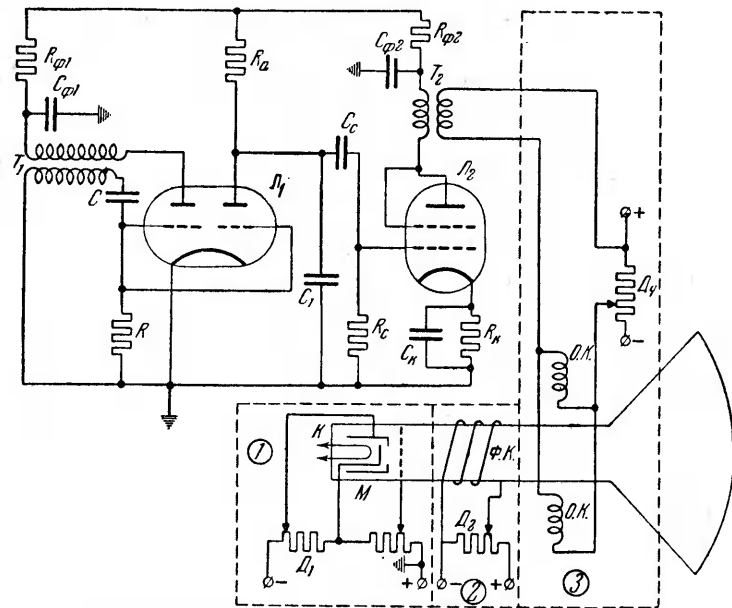 Rф1
Cф1
Ra
Cф2
Rф2
T2
T1
C
Л1
Cc
Л2
C1
R
Rc
Cк
Rк
+
Д4
−
О.К.
1
К
М
Ф.К.
О.К.
−
Д1
+
−
Д2
2
+
3